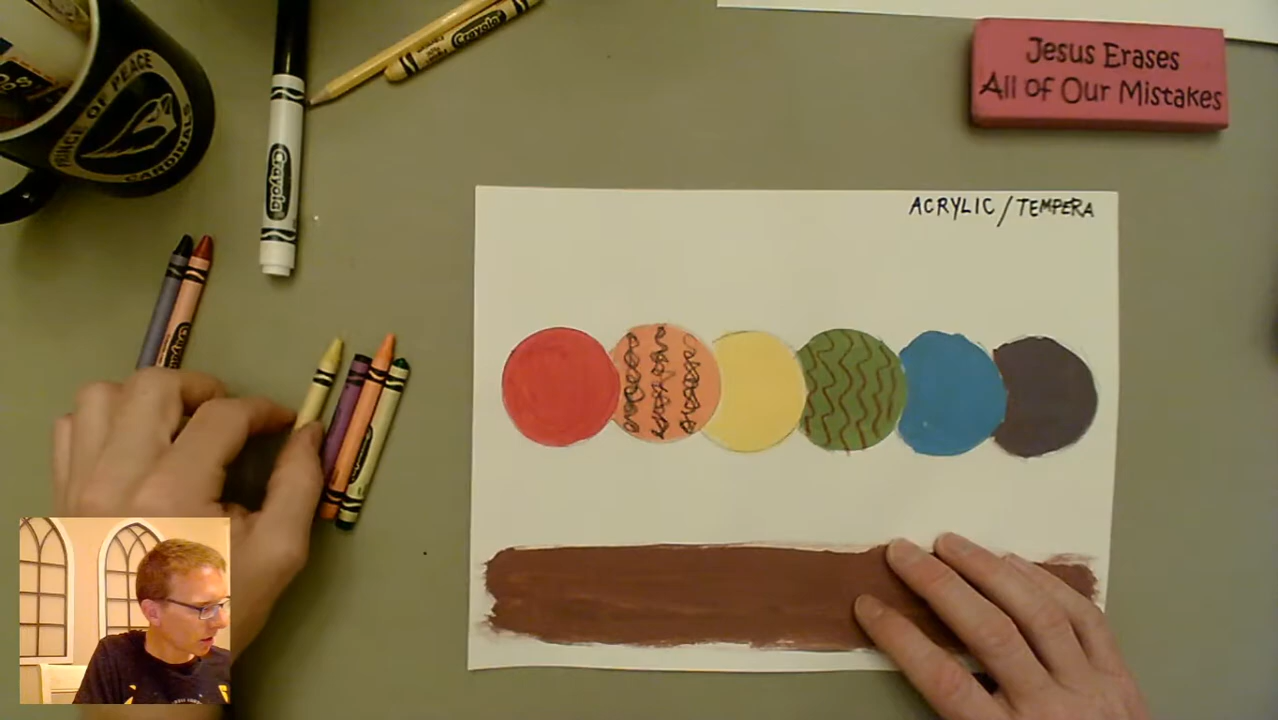 PRINCE OF PEACE
CARDINALS
Crayola
Crayola
Jesus Erases
All of Our Mistakes
ACRYLIC/TEMPERA